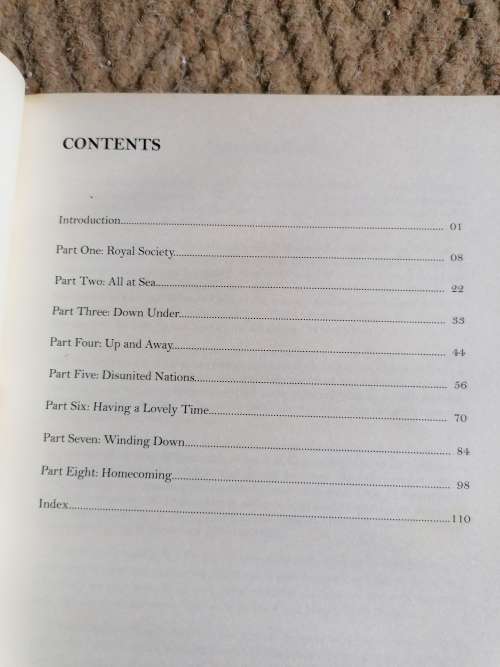 CONTENTS
Introduction 01
Part One: Royal Society 08
Part Two: All at Sea 22
Part Three: Down Under 33
Part Four: Up and Away 44
Part Five: Disunited Nations 56
Part Six: Having a Lovely Time 70
Part Seven: Winding Down 84
Part Eight: Homecoming 98
Index 110